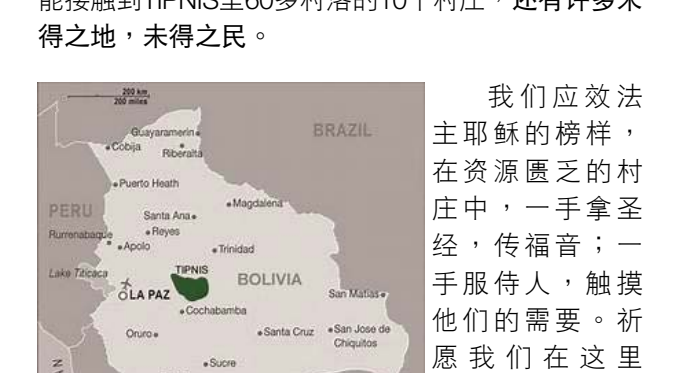 能接触到TIPNIS里60多村落的10个村庄，还有许多未
得之地，未得之民。
200 km
200 miles
Guayaramerin
BRAZIL
Cobija
Riberalta
Puerto Heath
PERU
Magdalena
Santa Ana
Rurrenabaque
Reyes
Apolo
Trinidad
Lake Titicaca
TIPNIS
BOLIVIA
LA PAZ
San Matias
Cochabamba
Oruro
Santa Cruz
San Jose de
Chiquitos
Sucre
我们应效法
主耶稣的榜样，
在资源匮乏的村
庄中，一手拿圣
经，传福音；一
手服侍人，触摸
他们的需要。祈
愿我们在这里